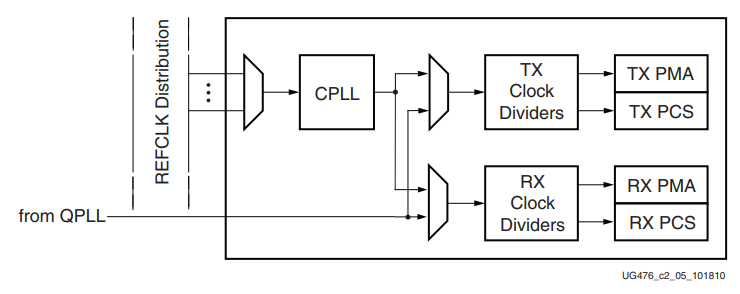 REFCLK Distribution
CPLL
TX
Clock
Dividers
TX PMA
TX PCS
RX
Clock
Dividers
RX PMA
RX PCS
from QPLL
UG476_c2_05_101810